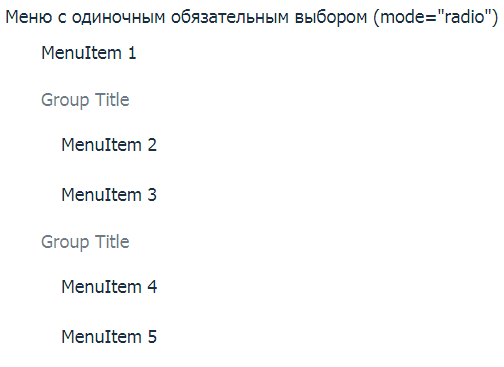 Меню с одиночным обязательным выбором (mode="radio")
MenuItem 1
Group Title
MenuItem 2
MenuItem 3
Group Title
MenuItem 4
MenuItem 5